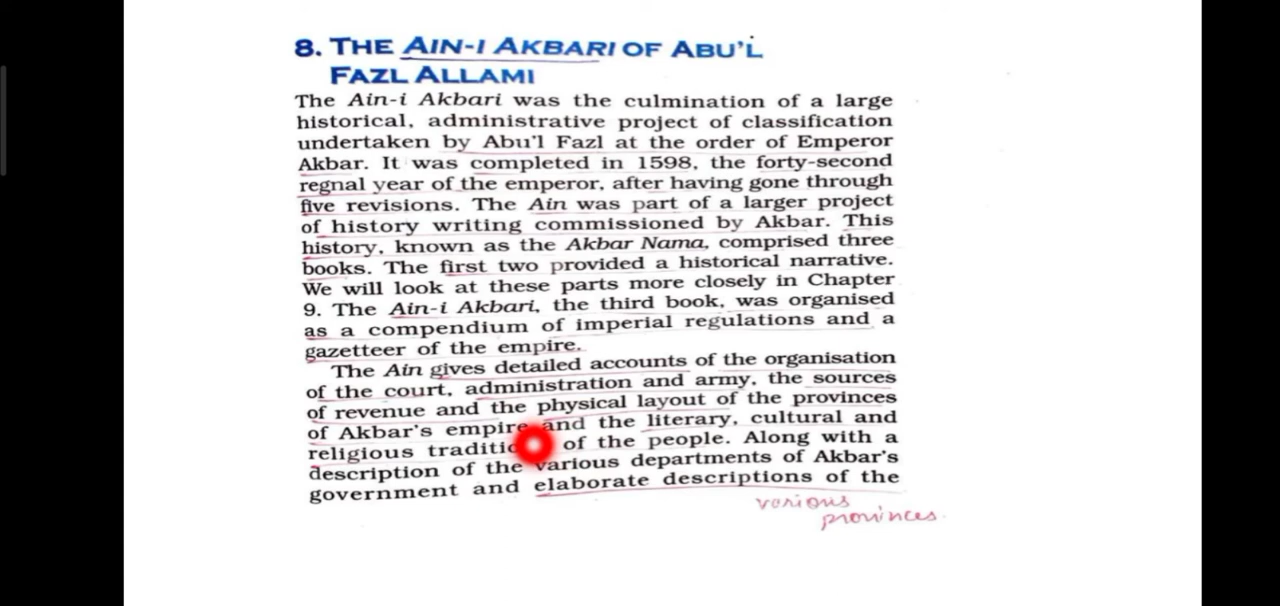 8. THE AIN-I AKBARI OF ABU'L
FAZL ALLAMI
The Ain-i Akbari was the culmination of a large
historical, administrative project of classification
undertaken by Abu'l Fazl at the order of Emperor
Akbar. It was completed in 1598, the forty-second
regnal year of the emperor, after having gone through
five revisions. The Ain was part of a larger project
of history writing commissioned by Akbar. This
history, known as the Akbar Nama, comprised three
books. The first two provided a historical narrative.
We will look at these parts more closely in Chapter
9. The Ain-i Akbari, the third book, was organised
as a compendium of imperial regulations and a
gazetteer of the empire.
The Ain gives detailed accounts of the organisation
of the court, administration and army, the sources
of revenue and the physical layout of the provinces
of Akbar's empire and the literary, cultural and
religious of the people. Along with a
description of the various departments of Akbar's
government and elaborate descriptions of the
various
provinces.